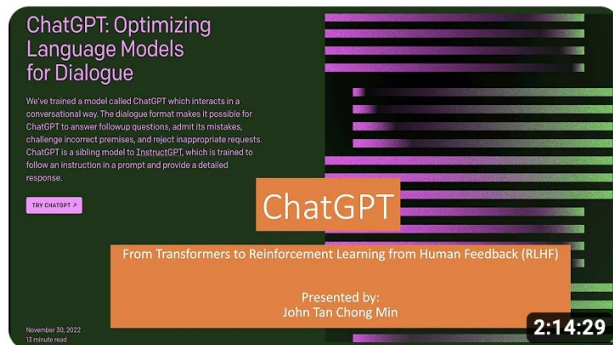 ChatGPT: Optimizing
Language Models
for Dialogue
We've trained a model called ChatGPT which interacts in a
conversational way. The dialogue format makes it possible for
ChatGPT to answer followup questions, admit its mistakes,
challenge incorrect premises, and reject inappropriate requests.
ChatGPT is a sibling model to InstructGPT, which is trained to
follow an instruction in a prompt and provide a detailed
response.
TRY CHATGPT ↗
ChatGPT
From Transformers to Reinforcement Learning from Human Feedback (RLHF)
Presented by:
John Tan Chong Min
November 30, 2022
13 minute read
2:14:29